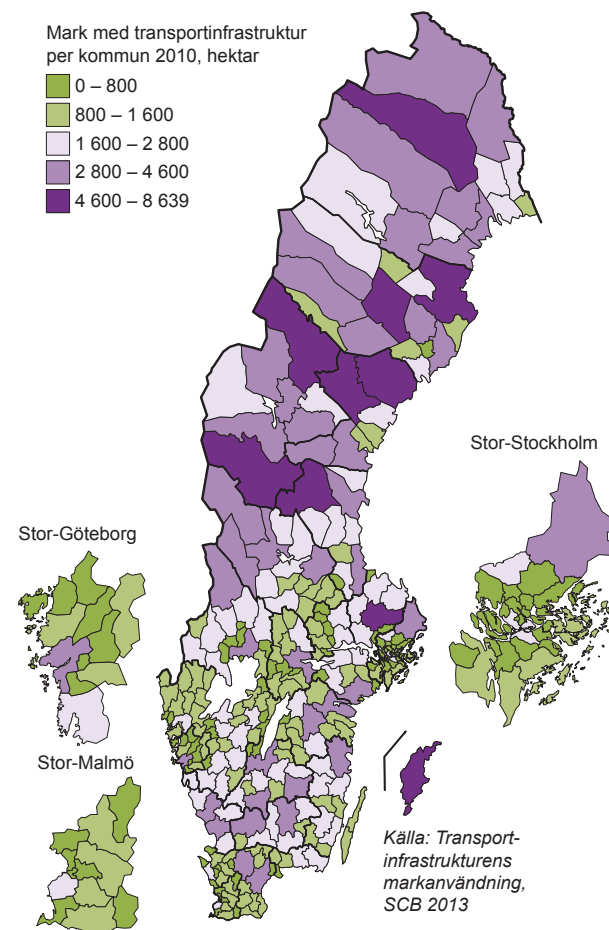 Mark med transportinfrastruktur
per kommun 2010, hektar
0 – 800
800 – 1 600
1 600 – 2 800
2 800 – 4 600
4 600 – 8 639
Stor-Stockholm
Stor-Göteborg
Stor-Malmö
Källa: Transport-
infrastrukturens
markanvändning,
SCB 2013